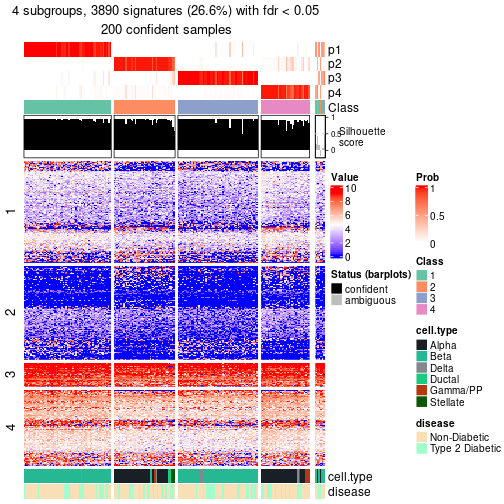 4 subgroups, 3890 signatures (26.6%) with fdr < 0.05
200 confident samples
p1
p2
p3
p4
Class
1
0.5
0
Silhouette
score
1
2
3
4
cell.type
disease
Value
10
8
6
4
2
0
Status (barplots)
confident
ambiguous
Prob
1
0.5
0
Class
1
2
3
4
cell.type
Alpha
Beta
Delta
Ductal
Gamma/PP
Stellate
disease
Non-Diabetic
Type 2 Diabetic